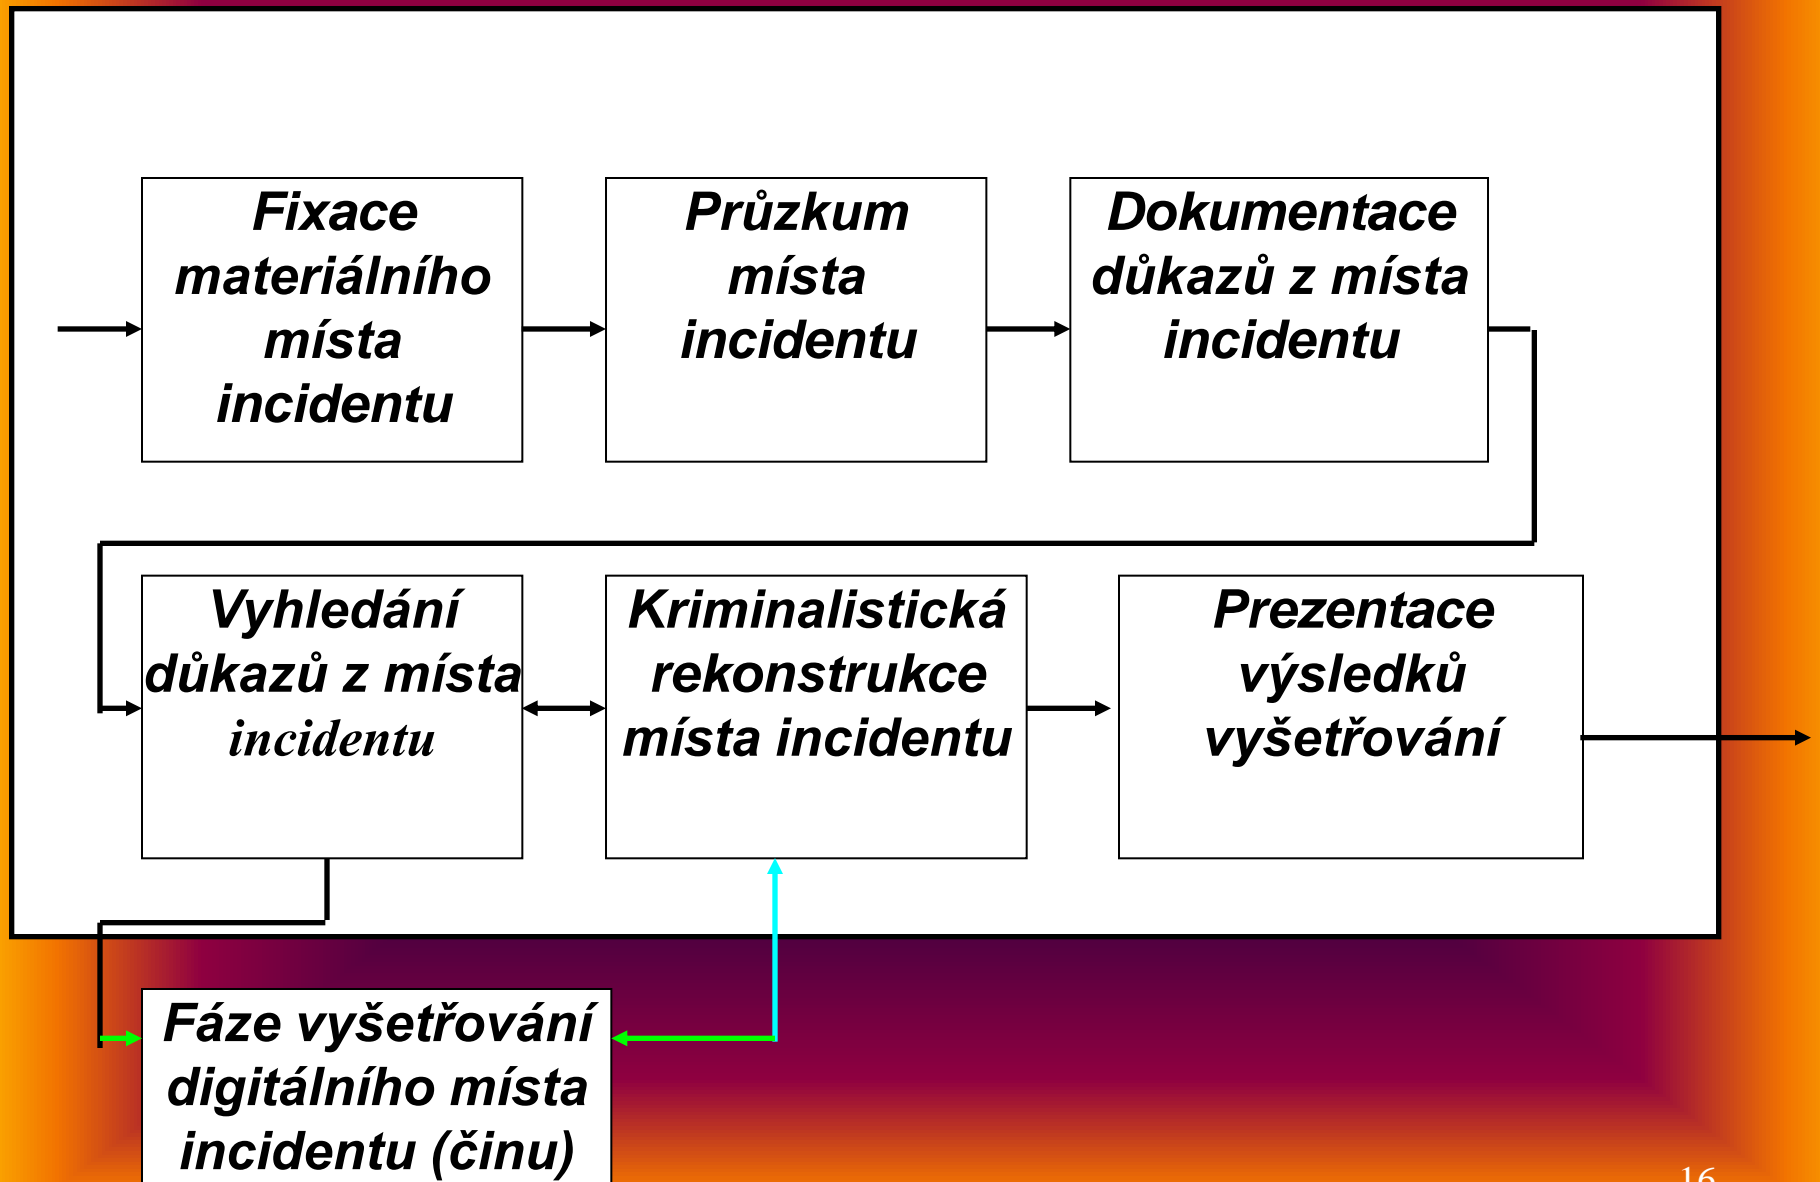 Fixace
materiálního
místa
incidentu
Průzkum
místa
incidentu
Dokumentace
důkazů z místa
incidentu
Vyhledání
důkazů z místa
incidentu
Kriminalistická
rekonstrukce
místa incidentu
Prezentace
výsledků
vyšetřování
Fáze vyšetřování
digitálního místa
incidentu (činu)
16